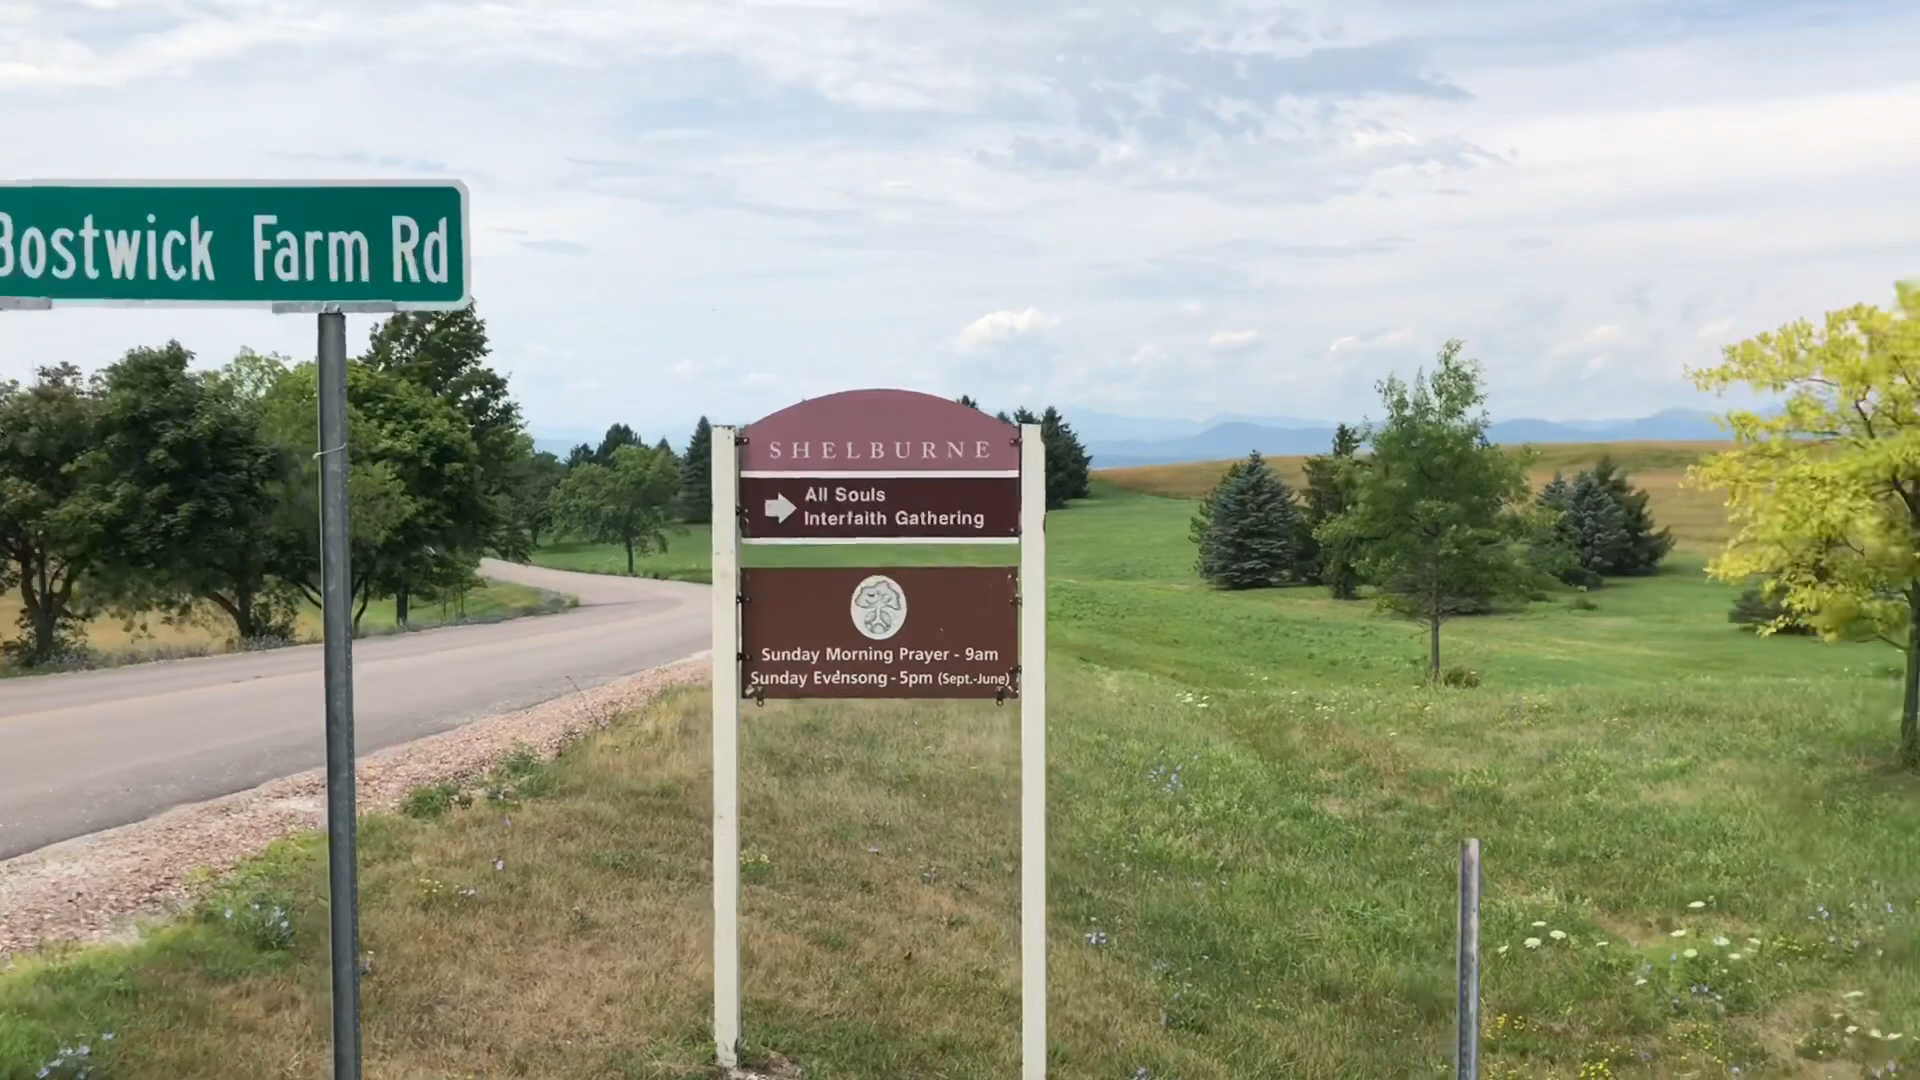 Bostwick Farm Rd
SHELBURNE
All Souls
Interfaith Gathering
Sunday Morning Prayer - 9am
Sunday Evensong - 5pm (Sept.-June)